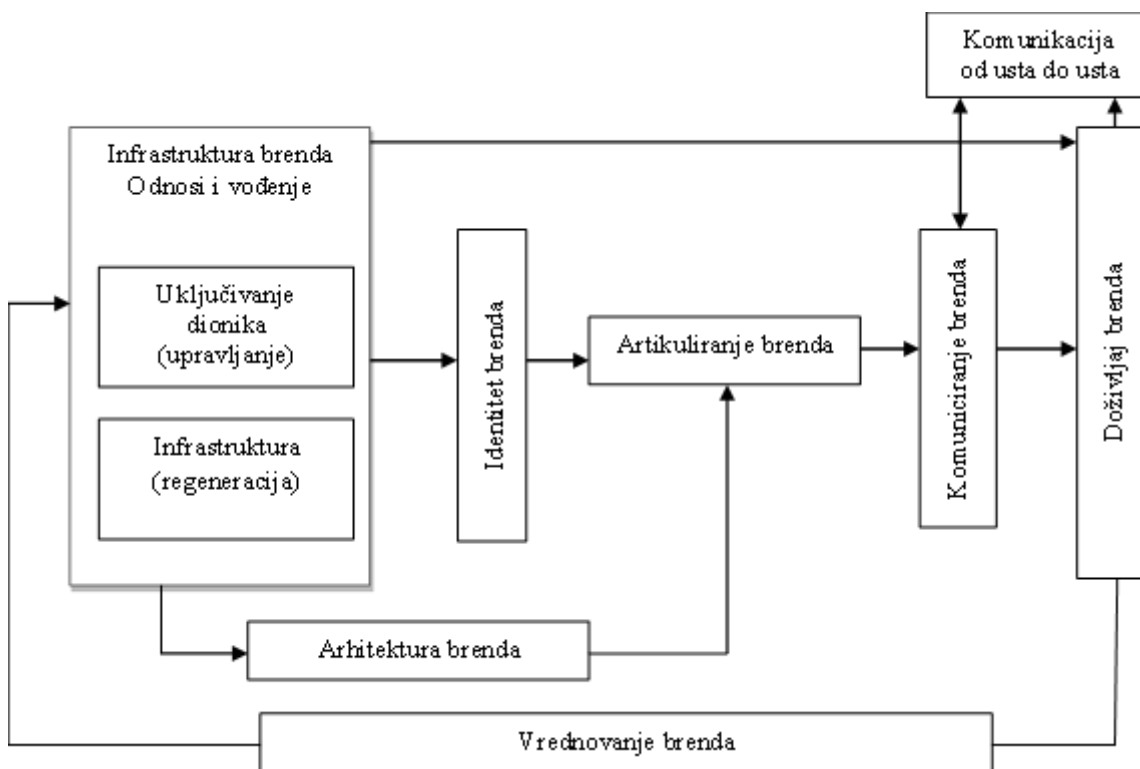 Komunikacija
od usta do usta
Infrastruktura brenda
Odnosi i vođenje
Uključivanje
dionika
(upravljanje)
Infrastruktura
(regeneracija)
Identitet brenda
Artikuliranje brenda
Komuniciranje brenda
Doživljaj brenda
Arhitektura brenda
Vrednovanje brenda